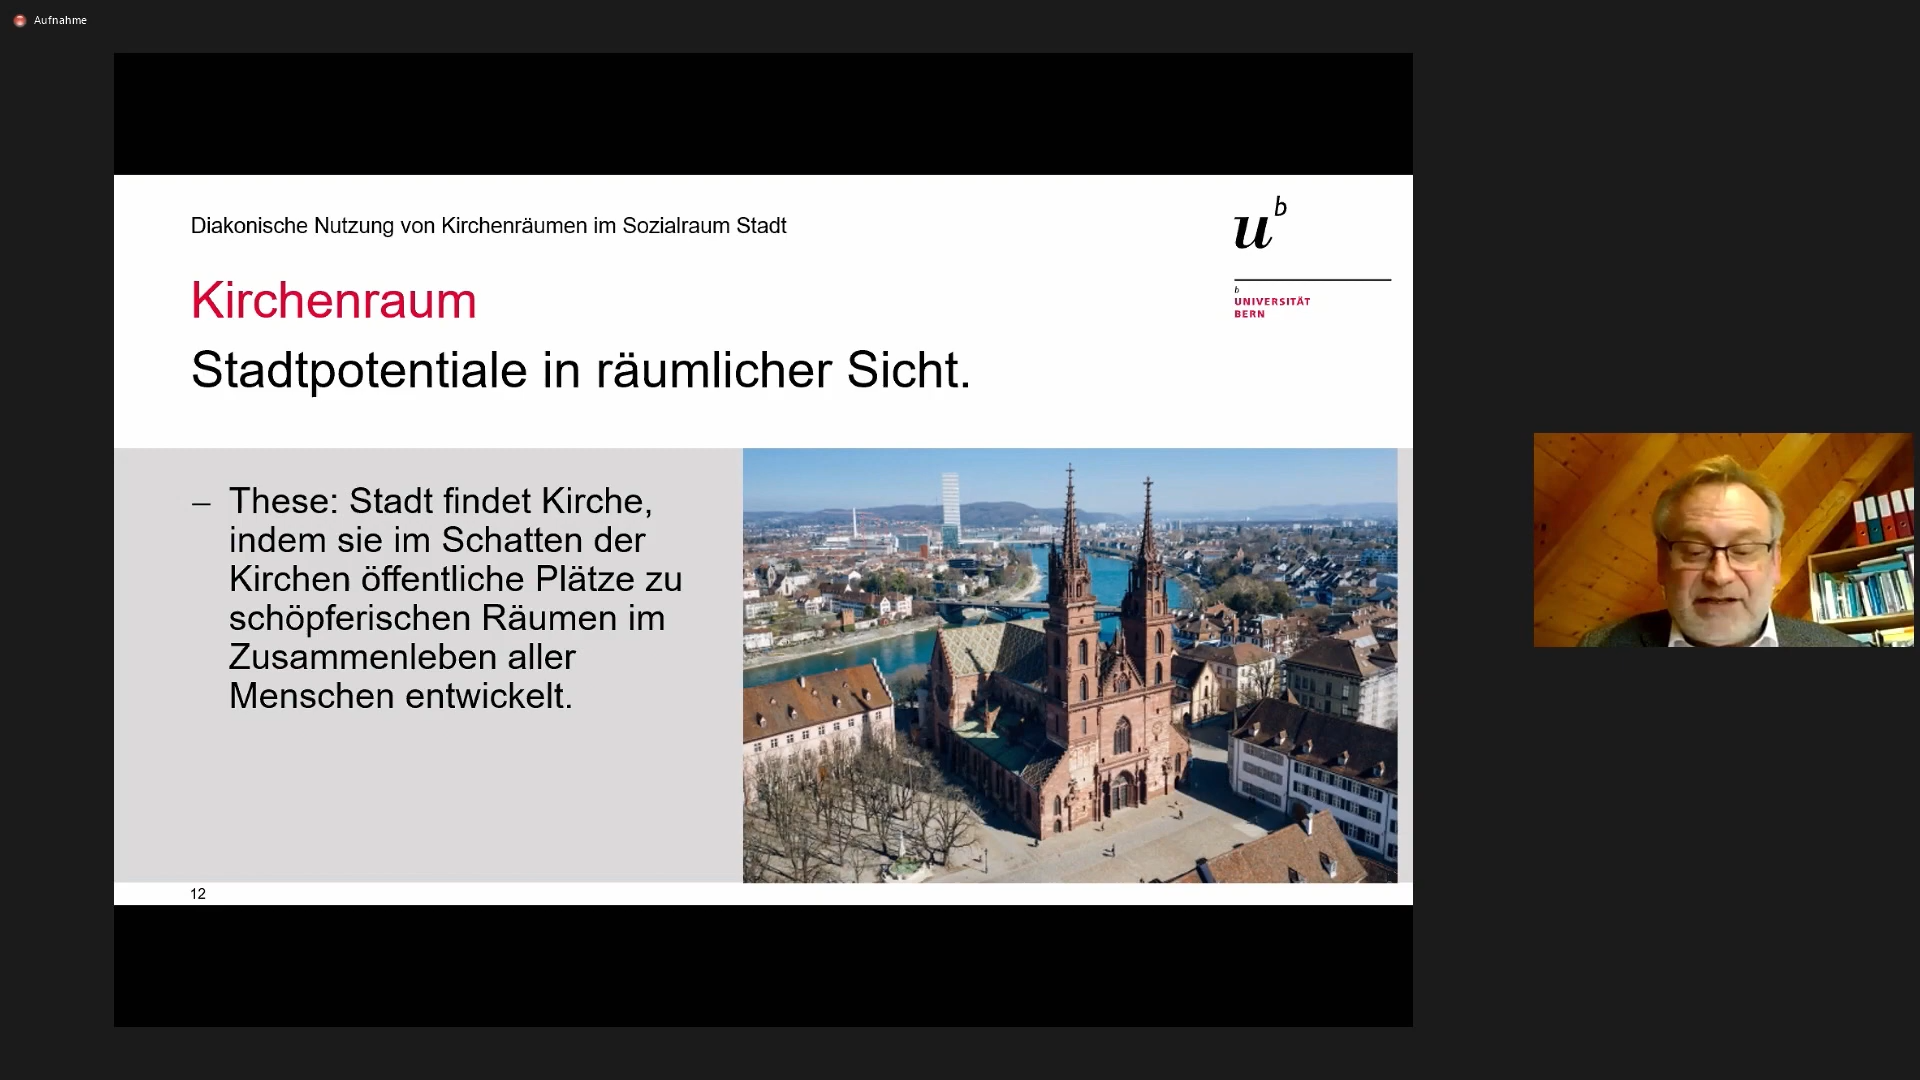 Aufnahme
Diakonische Nutzung von Kirchenräumen im Sozialraum Stadt
u b
b
UNIVERSITÄT
BERN
Kirchenraum
Stadtpotentiale in räumlicher Sicht.
– These: Stadt findet Kirche,
indem sie im Schatten der
Kirchen öffentliche Plätze zu
schöpferischen Räumen im
Zusammenleben aller
Menschen entwickelt.
12